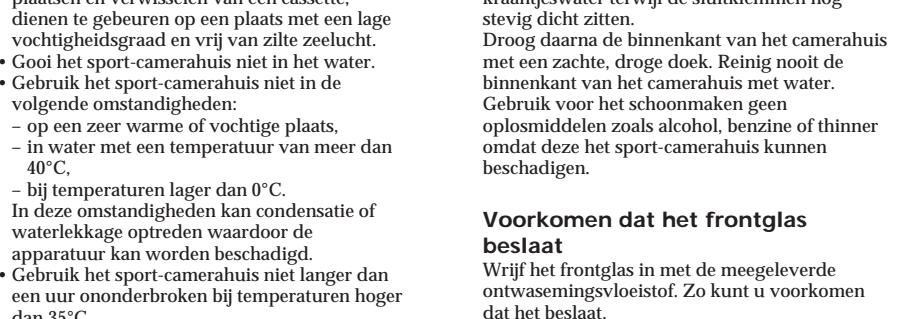 plaatsen en verwisselen van een cassette,
dienen te gebeuren op een plaats met een lage
vochtigheidsgraad en vrij van zilte zeelucht.
• Gooi het sport-camerahuis niet in het water.
• Gebruik het sport-camerahuis niet in de
volgende omstandigheden:
– op een zeer warme of vochtige plaats,
– in water met een temperatuur van meer dan
40°C,
– bij temperaturen lager dan 0°C.
In deze omstandigheden kan condensatie of
waterlekkage optreden waardoor de
apparatuur kan worden beschadigd.
• Gebruik het sport-camerahuis niet langer dan
een uur ononderbroken bij temperaturen hoger
dan 35°C
kraantjeswater terwijl de sluitklemmen nog
stevig dicht zitten.
Droog daarna de binnenkant van het camerahuis
met een zachte, droge doek. Reinig nooit de
binnenkant van het camerahuis met water.
Gebruik voor het schoonmaken geen
oplosmiddelen zoals alcohol, benzine of thinner
omdat deze het sport-camerahuis kunnen
beschadigen.
Voorkomen dat het frontglas
beslaat
Wrijf het frontglas in met de meegeleverde
ontwasemingsvloeistof. Zo kunt u voorkomen
dat het beslaat.